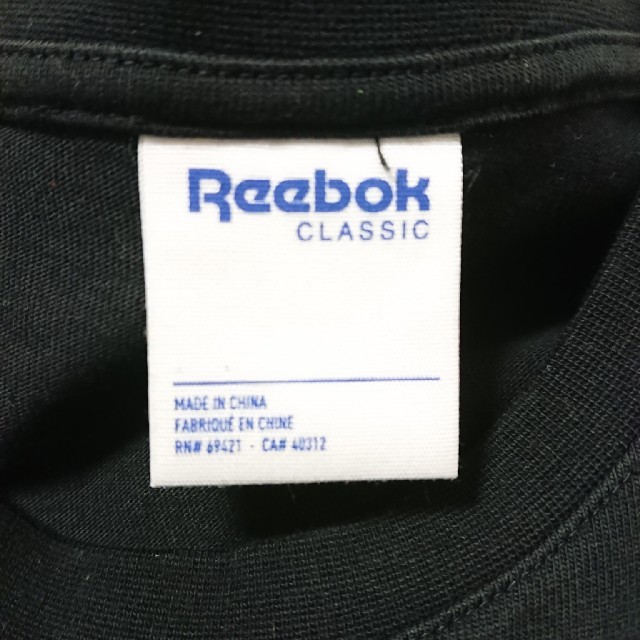 Reebok
CLASSIC
MADE IN CHINA
FABRIQUÉ EN CHINE
RN# 69421 - CA# 40312